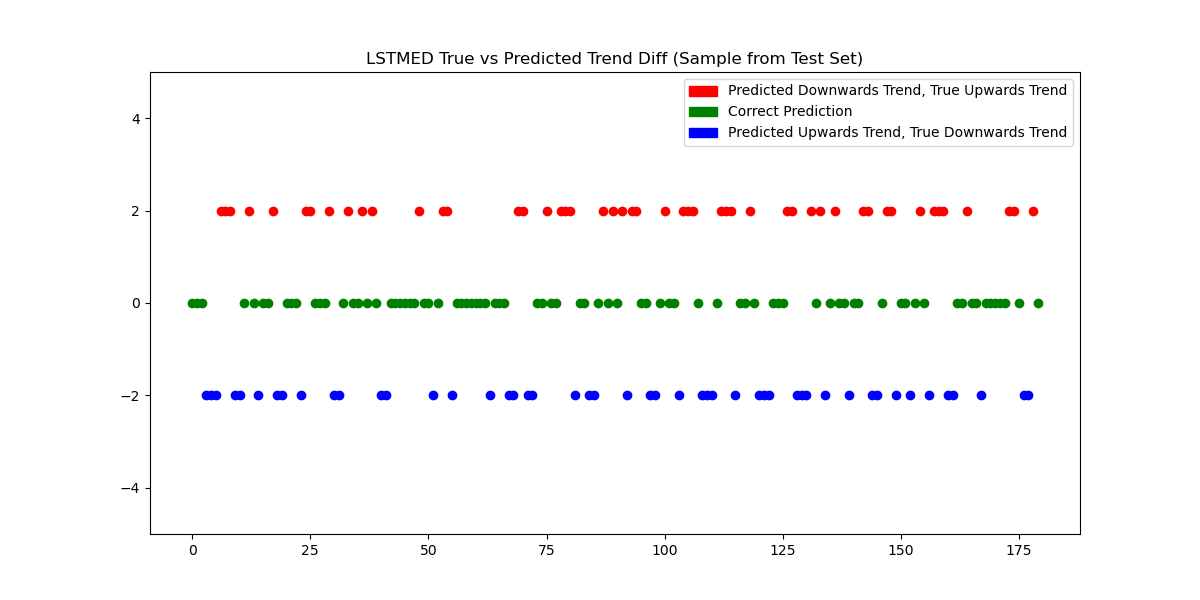 LSTMED True vs Predicted Trend Diff (Sample from Test Set)
Predicted Downwards Trend, True Upwards Trend
Correct Prediction
Predicted Upwards Trend, True Downwards Trend
4
2
0
−2
−4
0 25 50 75 100 125 150 175